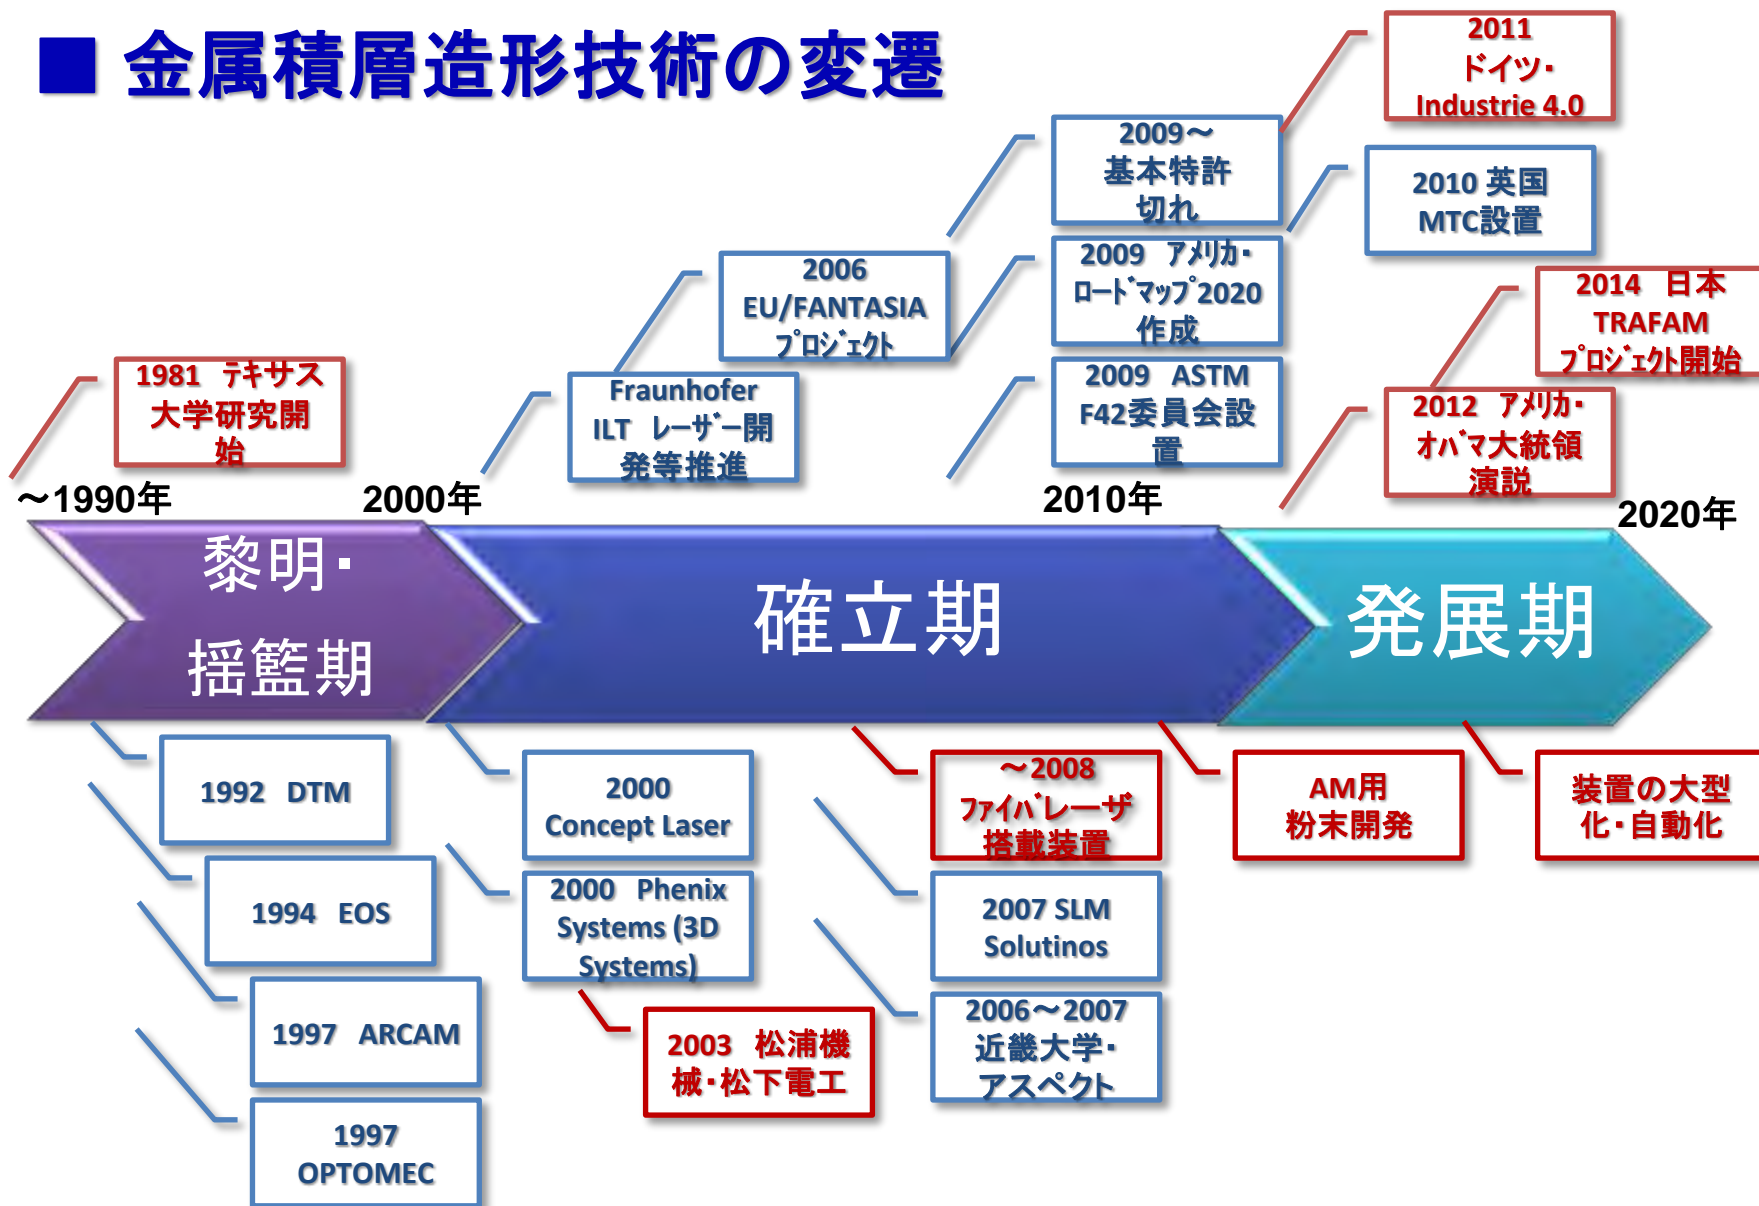 ■ 金属積層造形技術の変遷
2011
ドイツ・
Industrie 4.0
2009～
基本特許
切れ
2010 英国
MTC設置
2006
EU/FANTASIA
ﾌﾟﾛｼﾞｪｸﾄ
2009 ｱﾒﾘｶ・
ﾛｰﾄﾞﾏｯﾌﾟ2020
作成
2014 日本
TRAFAM
ﾌﾟﾛｼﾞｪｸﾄ開始
1981 ﾃｷｻｽ
大学研究開
始
Fraunhofer
ILT ﾚｰｻﾞｰ開
発等推進
2009 ASTM
F42委員会設
置
2012 ｱﾒﾘｶ・
ｵﾊﾞﾏ大統領
演説
～1990年
2000年
2010年
2020年
黎明・
揺籃期
確立期
発展期
1992 DTM
1994 EOS
1997 ARCAM
1997
OPTOMEC
2000
Concept Laser
2000 Phenix
Systems (3D
Systems)
2003 松浦機
械・松下電工
～2008
ﾌｧｲﾊﾞﾚｰｻﾞ
搭載装置
2007 SLM
Solutinos
2006～2007
近畿大学・
アスペクト
AM用
粉末開発
装置の大型
化・自動化